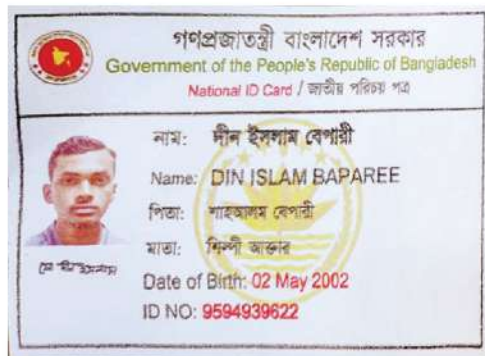 গণপ্রজাতন্ত্রী বাংলাদেশ সরকার
Government of the People's Republic of Bangladesh
National ID Card / জাতীয় পরিচয় পত্র
নাম: দীন ইসলাম বেপারী
Name: DIN ISLAM BAPAREE
পিতা: শাহআলম বেপারী
মাতা: শিল্পী আক্তার
Date of Birth: 02 May 2002
ID NO: 9594939622